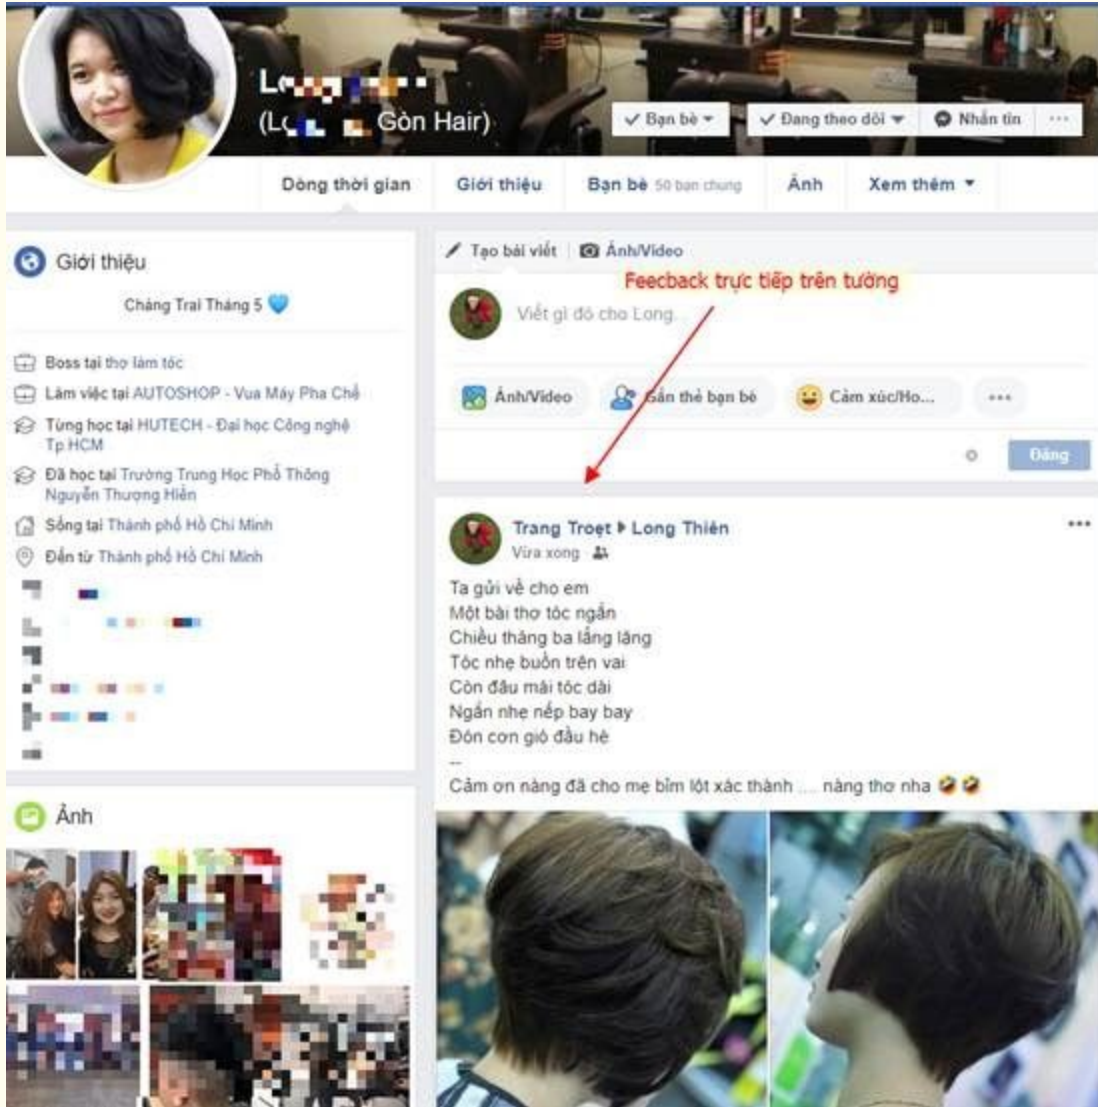 Gòn Hair)
Bạn bè
Đang theo dõi
Nhắn tin
Dòng thời gian
Giới thiệu
Bạn bè 50 bạn chung
Ảnh
Xem thêm
Giới thiệu
Chàng Trai Tháng 5
Boss tại thợ làm tóc
Làm việc tại AUTOSHOP - Vua Máy Pha Chế
Từng học tại HUTECH - Đại học Công nghệ
Tp.HCM
Đã học tại Trường Trung Học Phổ Thông
Nguyễn Thượng Hiền
Sống tại Thành phố Hồ Chí Minh
Đến từ Thành phố Hồ Chí Minh
Ảnh
Tạo bài viết
Ảnh/Video
Feecback trực tiếp trên tường
Viết gì đó cho Long.
Ảnh/Video
Gắn thẻ bạn bè
Cảm xúc/Ho...
Đăng
Trang Troẹt Long Thiên
Vừa xong
Ta gửi về cho em
Một bài thơ tóc ngắn
Chiều tháng ba lẳng lặng
Tóc nhẹ buồn trên vai
Còn đâu mái tóc dài
Ngắn nhẹ nếp bay bay
Đón cơn gió đầu hè
--
Cảm ơn nàng đã cho mẹ bỉm lột xác thành .... nàng thơ nha 🤣 🤣